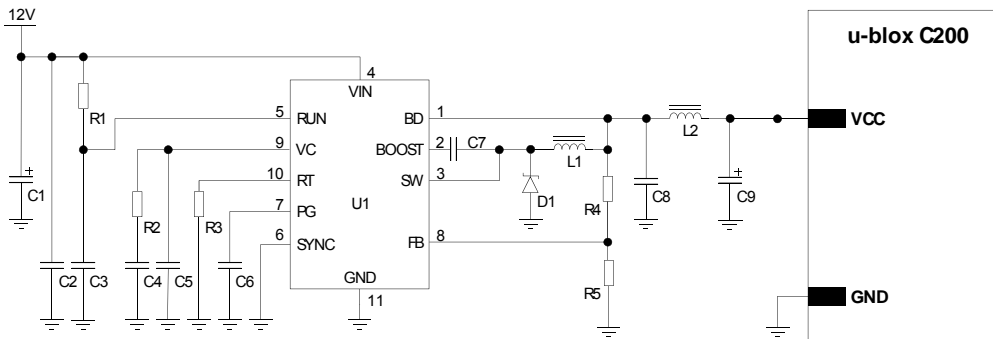 12V
u-blox C200
4
VIN
R1
5
RUN
BD
1
L2
VCC
9
VC
BOOST
2
C7
C1
10
RT
SW
3
L1
D1
C8
C9
R2
R3
7
PG
U1
R4
6
SYNC
FB
8
C2
C3
C4
C5
C6
GND
11
R5
GND